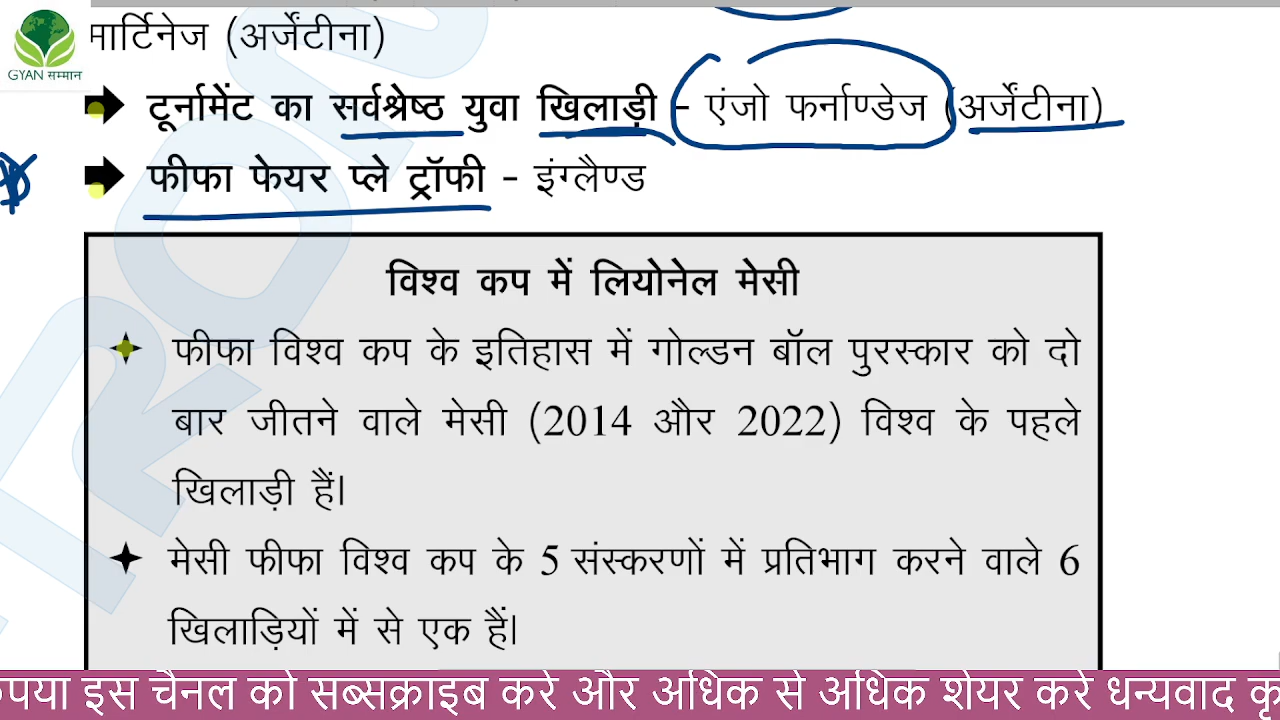 GYAN सम्मान
मार्टिनेज (अर्जेंटीना)
टूर्नामेंट का सर्वश्रेष्ठ युवा खिलाड़ी - एंजो फर्नाण्डेज (अर्जेंटीना)
फीफा फेयर प्ले ट्रॉफी - इंग्लैण्ड
विश्व कप में लियोनेल मेसी
फीफा विश्व कप के इतिहास में गोल्डन बॉल पुरस्कार को दो
बार जीतने वाले मेसी (2014 और 2022) विश्व के पहले
खिलाड़ी हैं।
मेसी फीफा विश्व कप के 5 संस्करणों में प्रतिभाग करने वाले 6
खिलाड़ियों में से एक हैं।
इस चैनल को सब्सक्राइब करे और अधिक से अधिक शेयर करे धन्यवाद